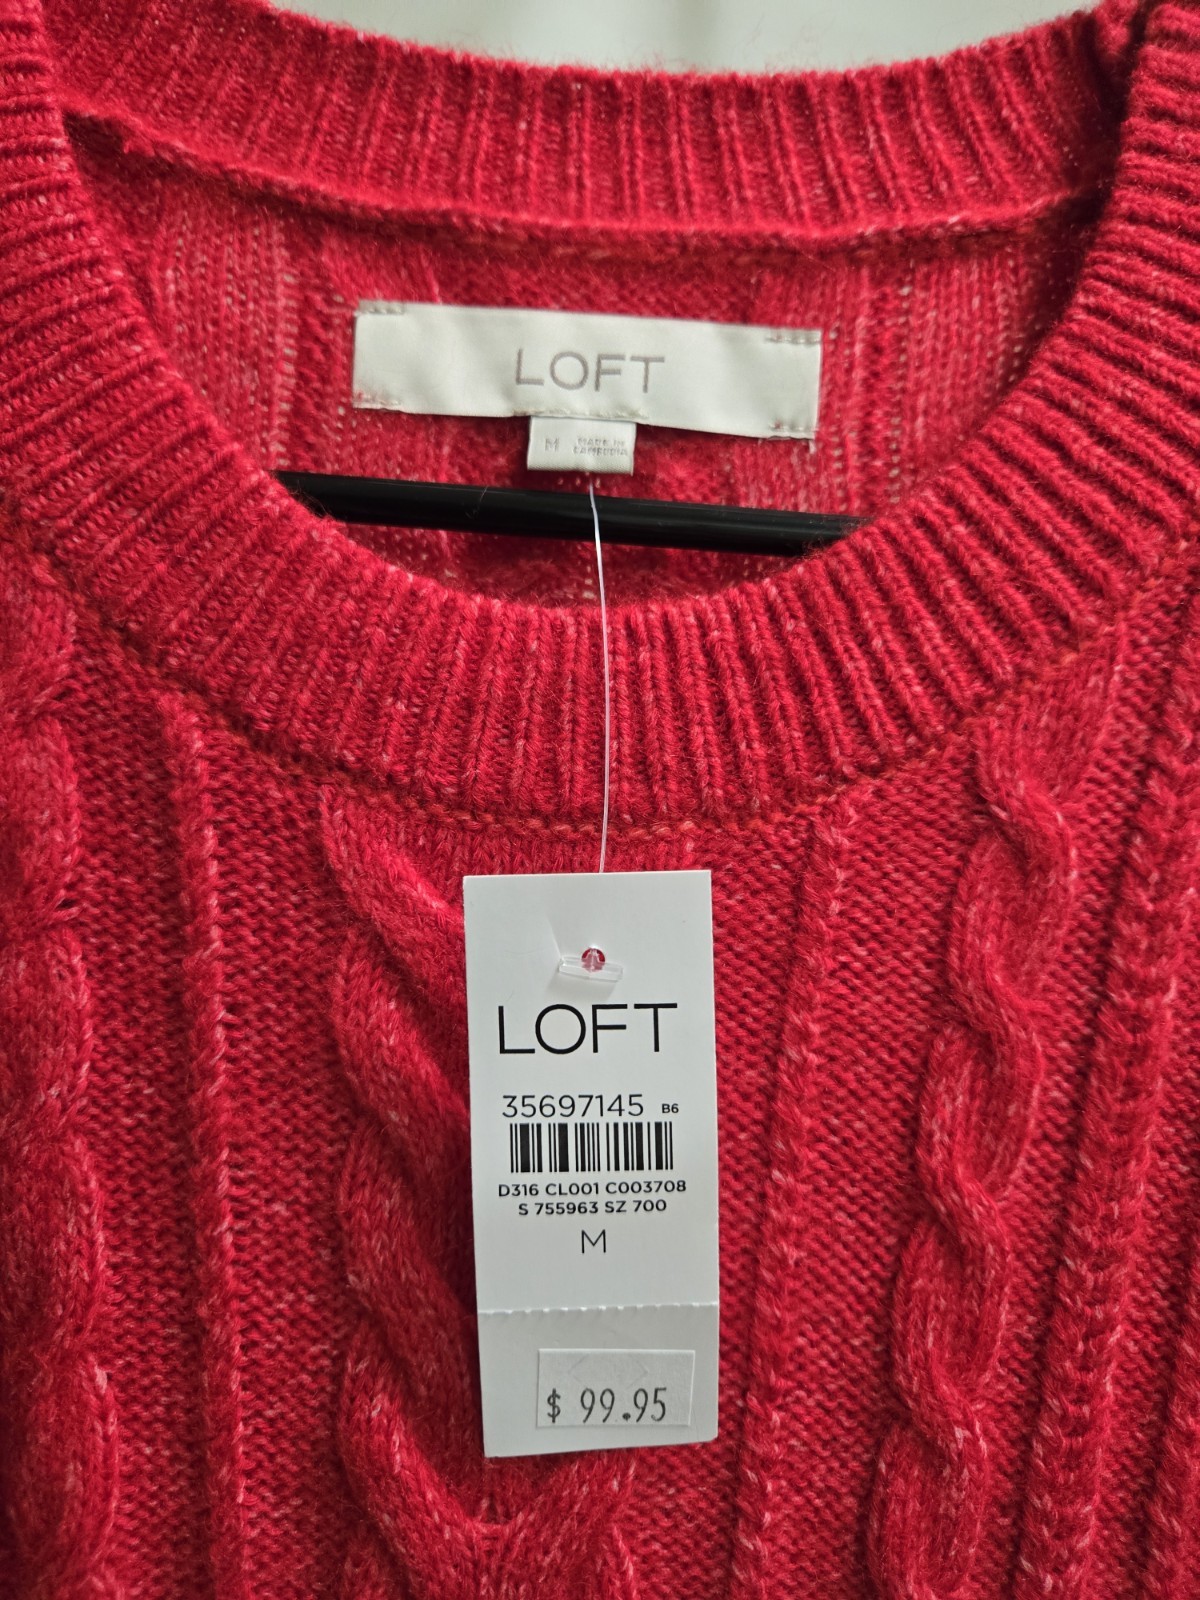 LOFT
M MADE IN
CAMBODIA
LOFT
35697145 B6
D316 CL001 C003708
S 755963 SZ 700
M
$ 99.95